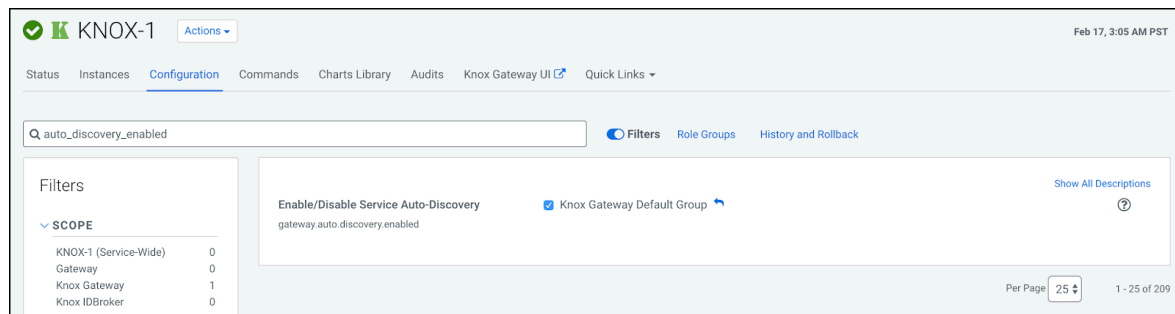 KNOX-1 Actions
Feb 17, 3:05 AM PST
Status Instances Configuration Commands Charts Library Audits Knox Gateway UI Quick Links
auto_discovery_enabled
Filters Role Groups History and Rollback
Filters
SCOPE
KNOX-1 (Service-Wide) 0
Gateway 0
Knox Gateway 1
Knox IDBroker 0
Show All Descriptions
Enable/Disable Service Auto-Discovery Knox Gateway Default Group
gateway.auto.discovery.enabled
Per Page 25 1 - 25 of 209